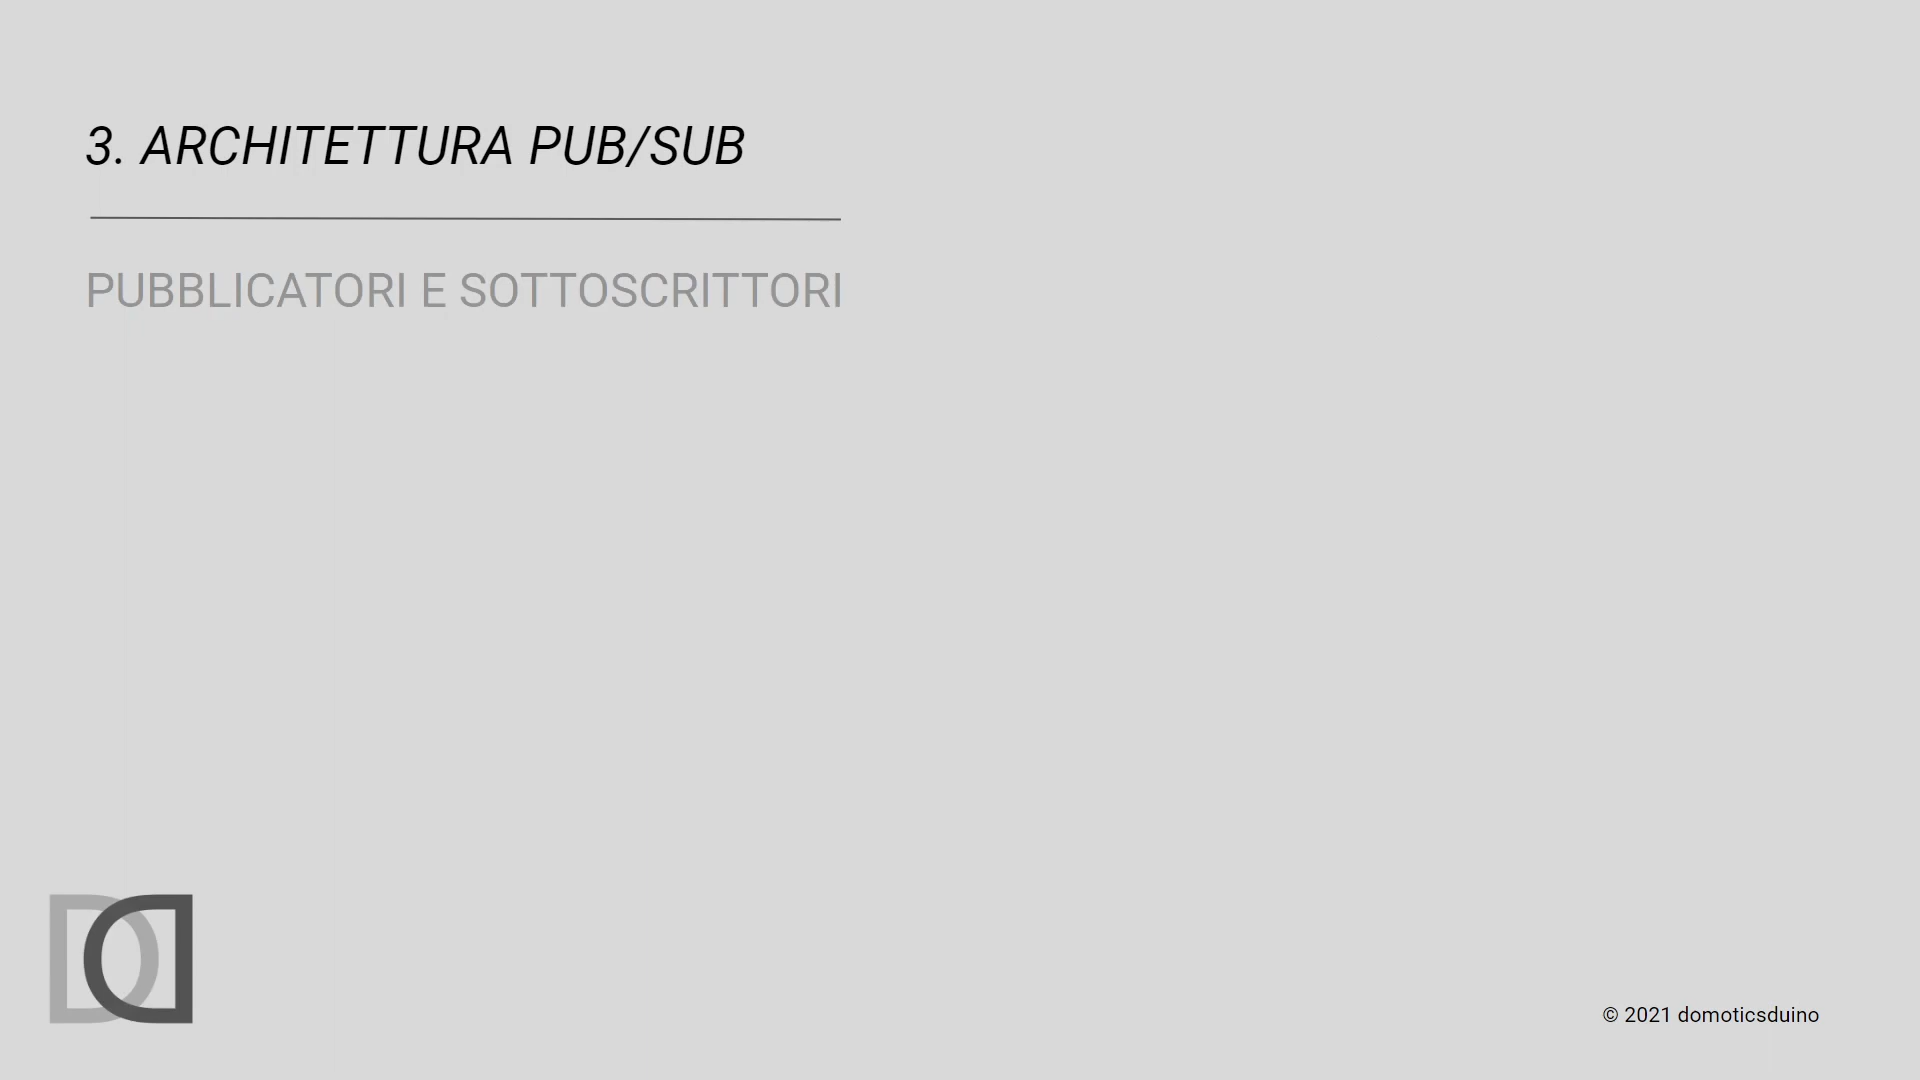 3. ARCHITETTURA PUB/SUB
PUBBLICATORI E SOTTOSCRITTORI
© 2021 domoticsduino